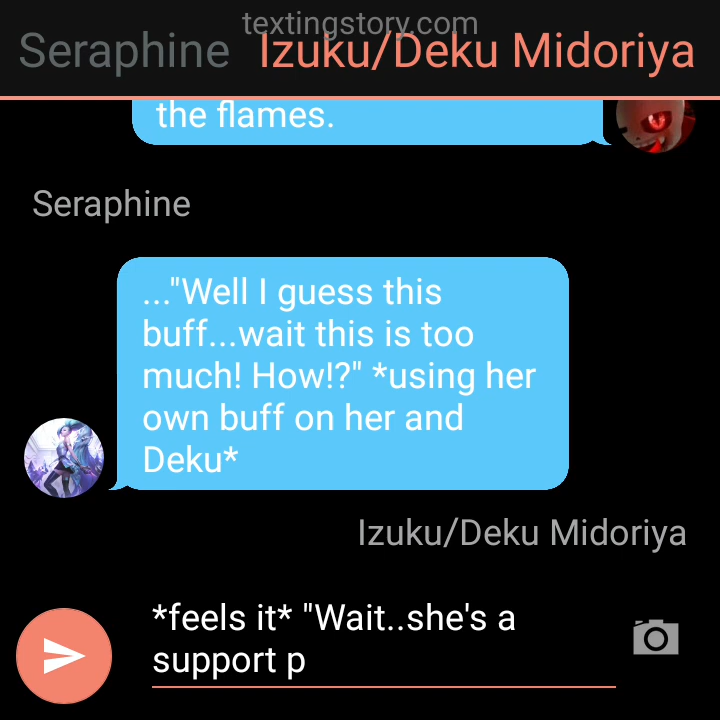 textingstory.com
Seraphine Izuku/Deku Midoriya
the flames.
Seraphine
..."Well I guess this
buff...wait this is too
much! How!?" *using her
own buff on her and
Deku*
Izuku/Deku Midoriya
*feels it* "Wait..she's a
support p